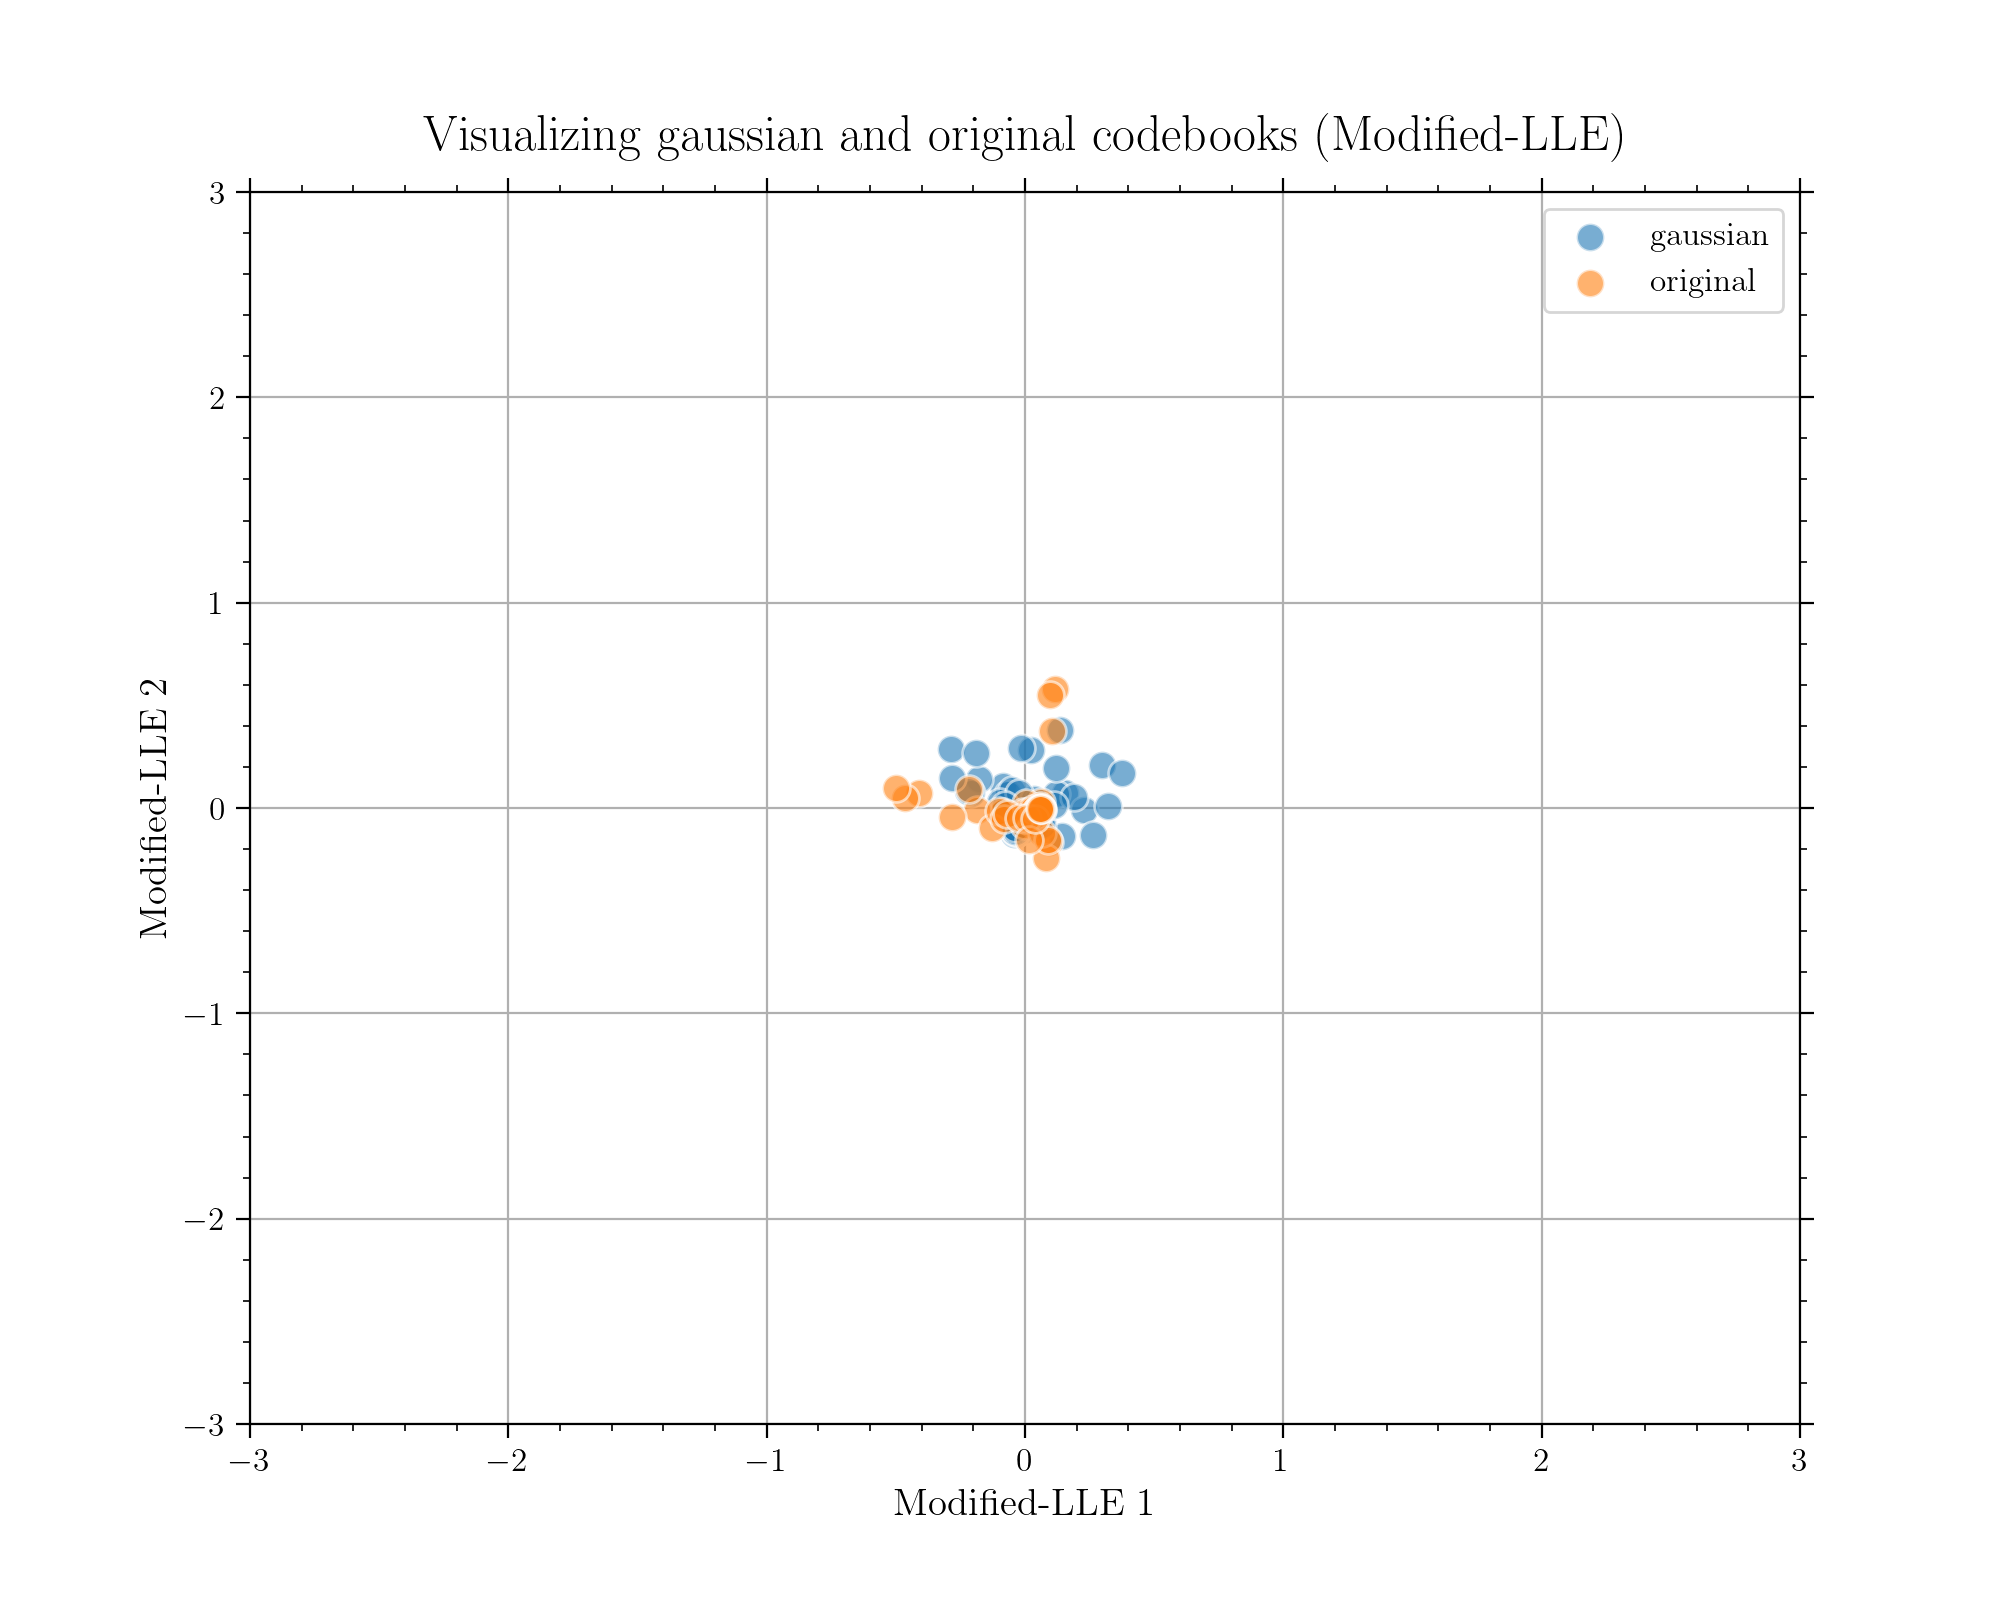 Visualizing gaussian and original codebooks (Modified-LLE)
gaussian
original
3
2
1
0
−1
−2
−3
Modified-LLE 2
−3
−2
−1
0
1
2
3
Modified-LLE 1